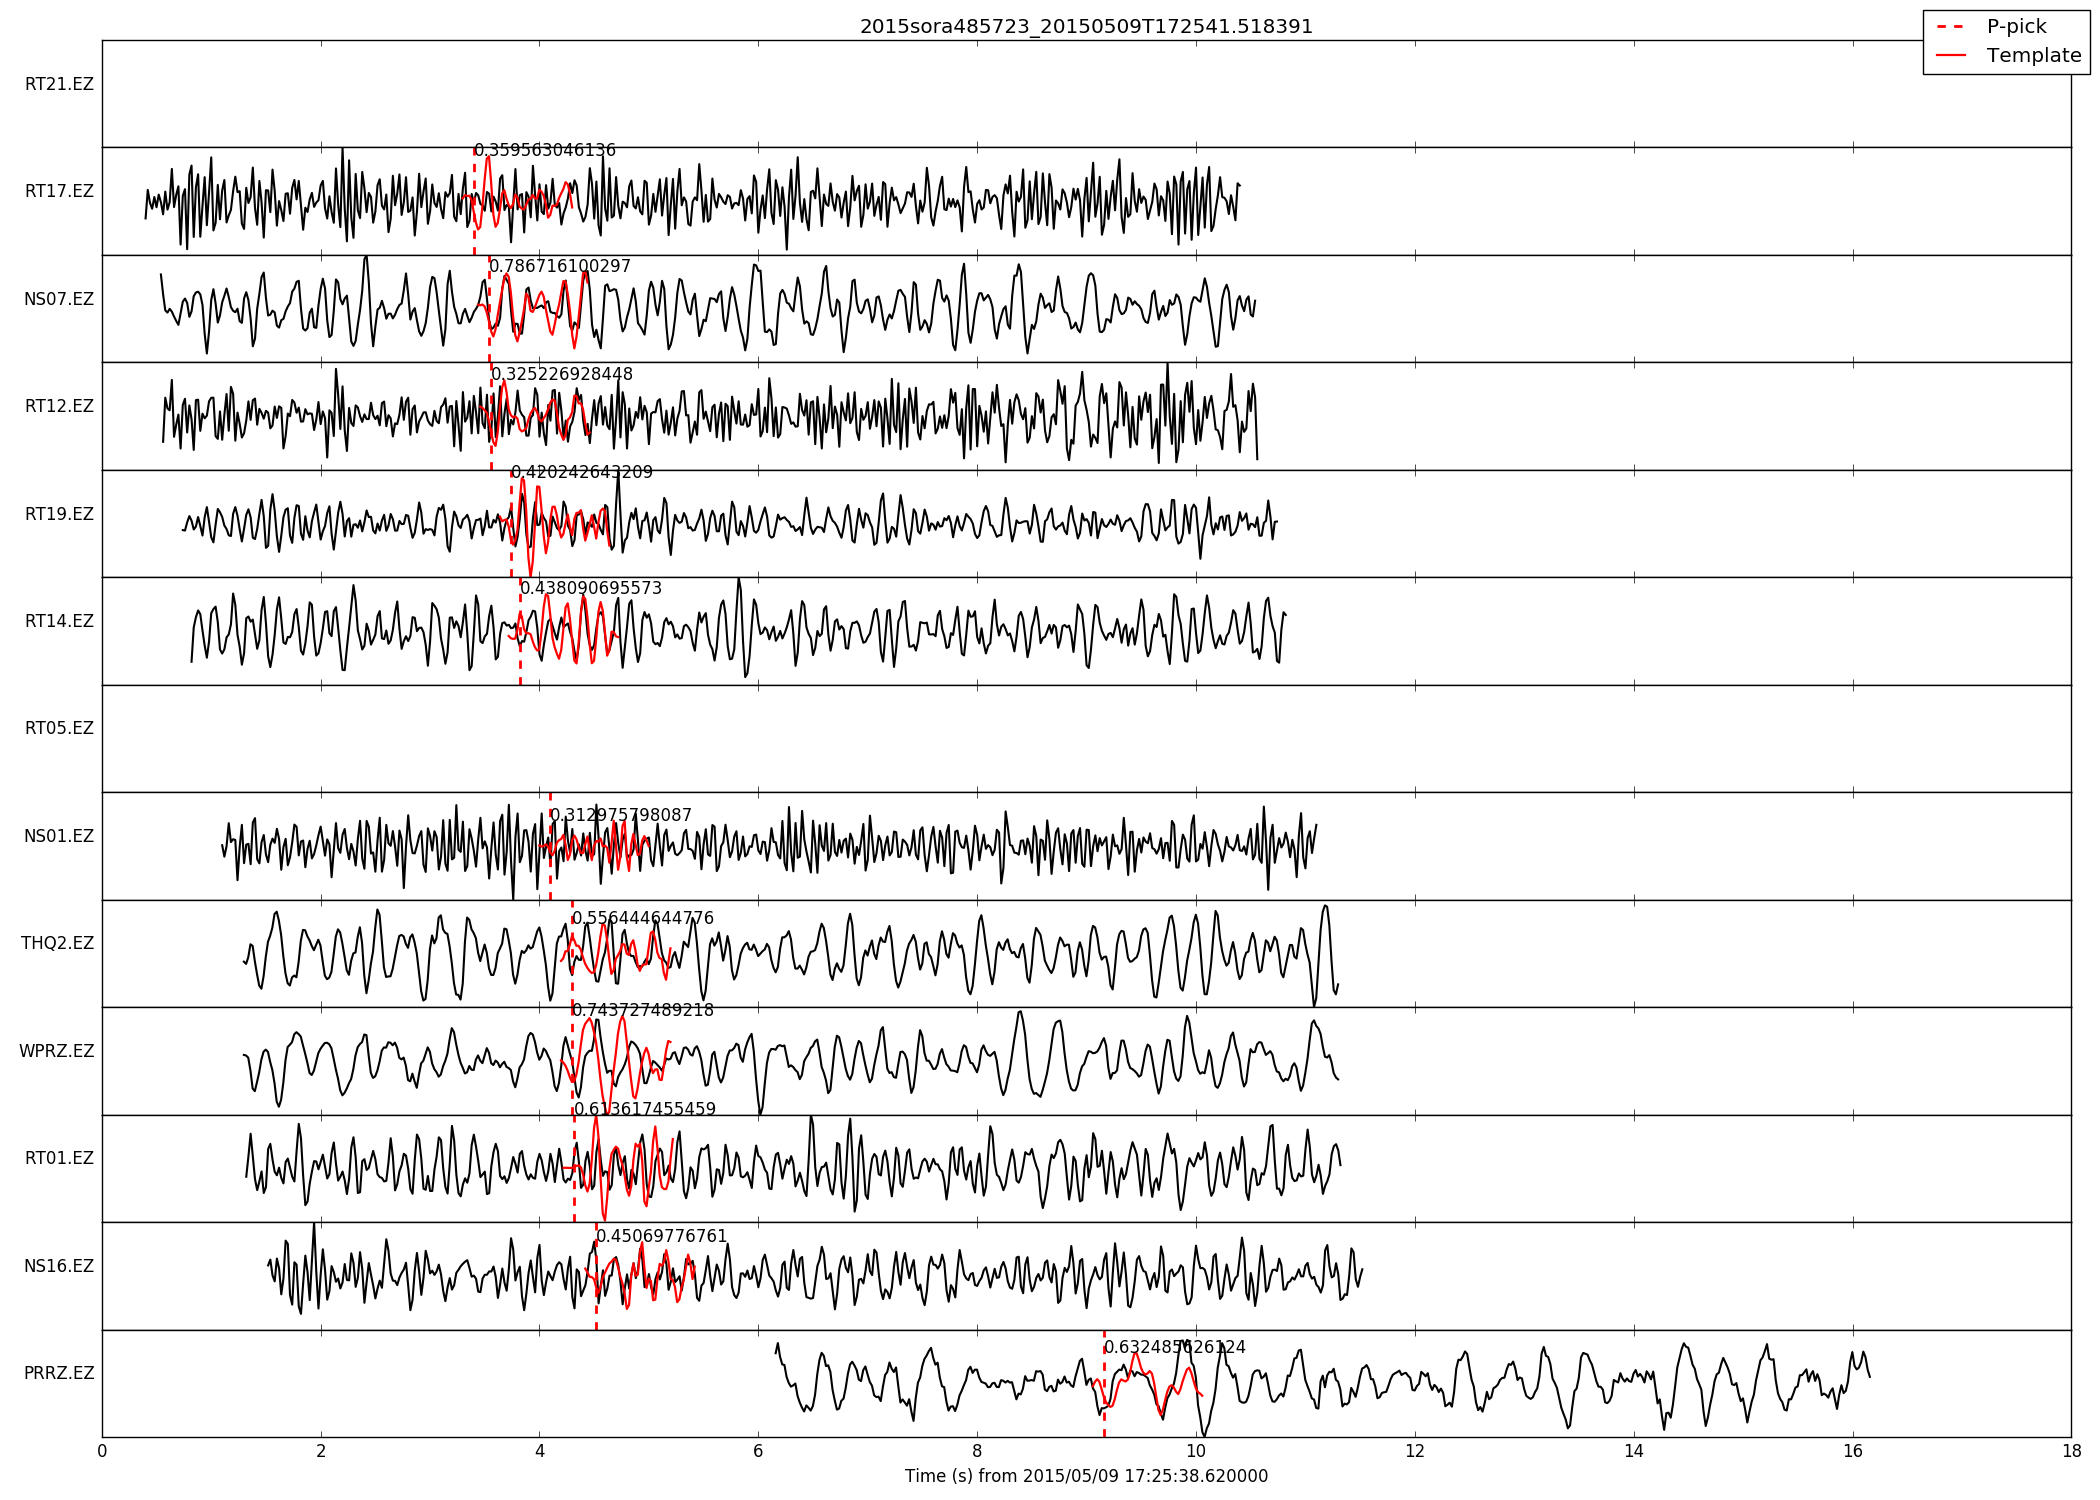 2015sora485723_20150509T172541.518391
P-pick
Template
RT21.EZ
RT17.EZ
0.359563046136
NS07.EZ
0.786716100297
RT12.EZ
0.325226928448
RT19.EZ
0.420242643209
RT14.EZ
0.438090695573
RT05.EZ
NS01.EZ
0.312975798087
THQ2.EZ
0.556444644776
WPRZ.EZ
0.743727489218
RT01.EZ
0.613617455459
NS16.EZ
0.45069776761
PRRZ.EZ
0.632485626124
0 2 4 6 8 10 12 14 16 18
Time (s) from 2015/05/09 17:25:38.620000